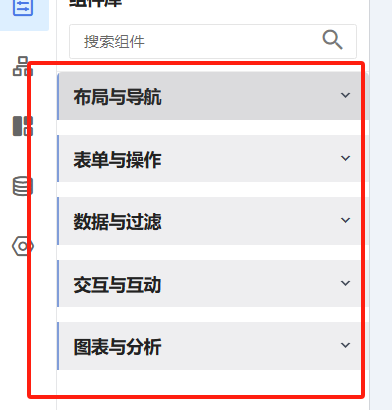 组件库
搜索组件
布局与导航
表单与操作
数据与过滤
交互与互动
图表与分析